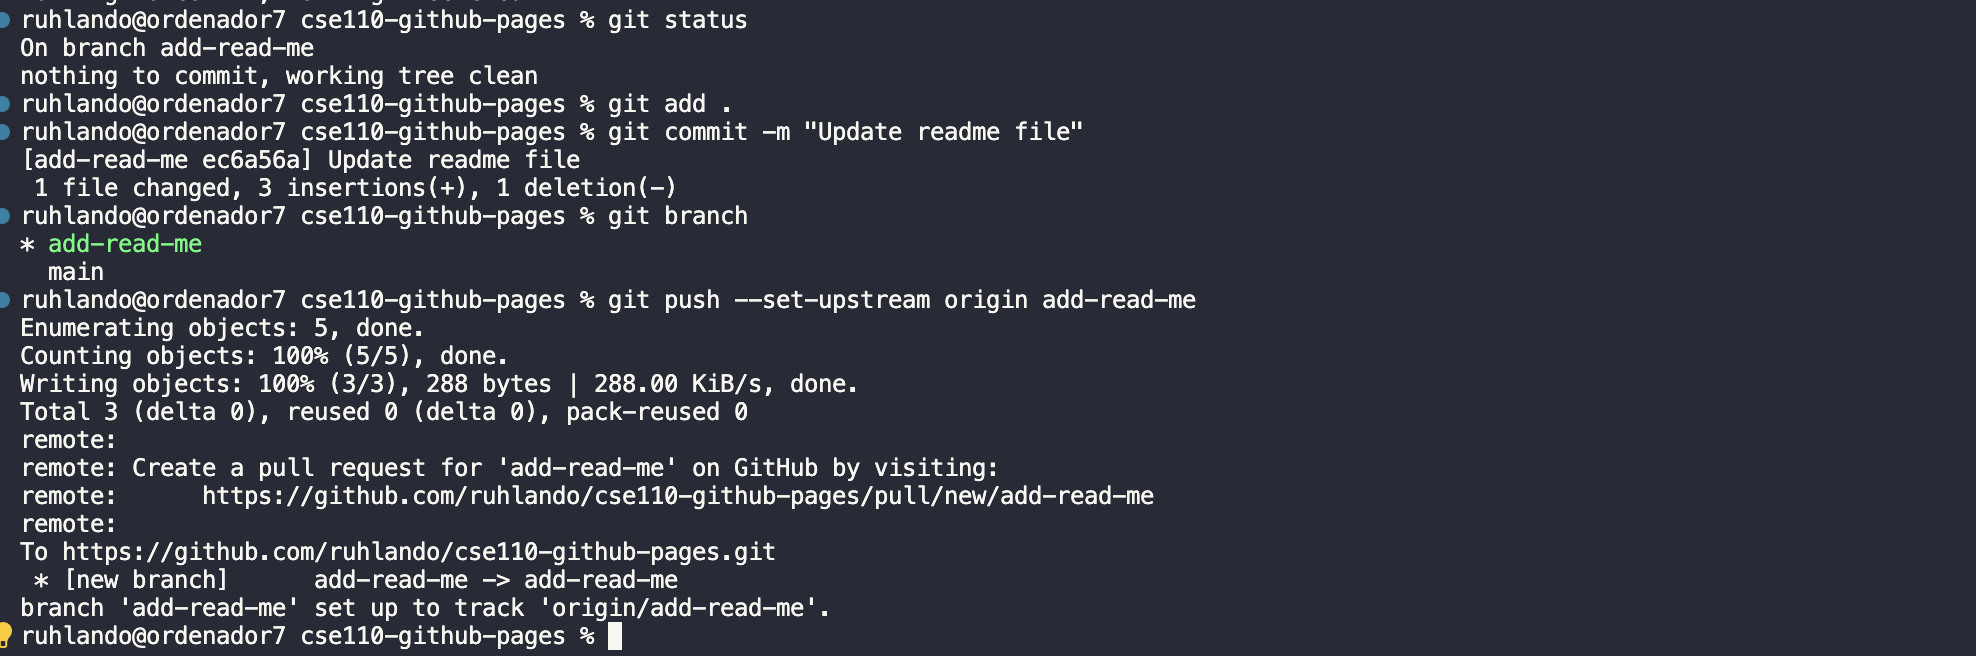 ruhlando@ordenador7 cse110-github-pages % git status
On branch add-read-me
nothing to commit, working tree clean
ruhlando@ordenador7 cse110-github-pages % git add .
ruhlando@ordenador7 cse110-github-pages % git commit -m "Update readme file"
[add-read-me ec6a56a] Update readme file
 1 file changed, 3 insertions(+), 1 deletion(-)
ruhlando@ordenador7 cse110-github-pages % git branch
* add-read-me
  main
ruhlando@ordenador7 cse110-github-pages % git push --set-upstream origin add-read-me
Enumerating objects: 5, done.
Counting objects: 100% (5/5), done.
Writing objects: 100% (3/3), 288 bytes | 288.00 KiB/s, done.
Total 3 (delta 0), reused 0 (delta 0), pack-reused 0
remote:
remote: Create a pull request for 'add-read-me' on GitHub by visiting:
remote:      https://github.com/ruhlando/cse110-github-pages/pull/new/add-read-me
remote:
To https://github.com/ruhlando/cse110-github-pages.git
 * [new branch]      add-read-me -> add-read-me
branch 'add-read-me' set up to track 'origin/add-read-me'.
ruhlando@ordenador7 cse110-github-pages %